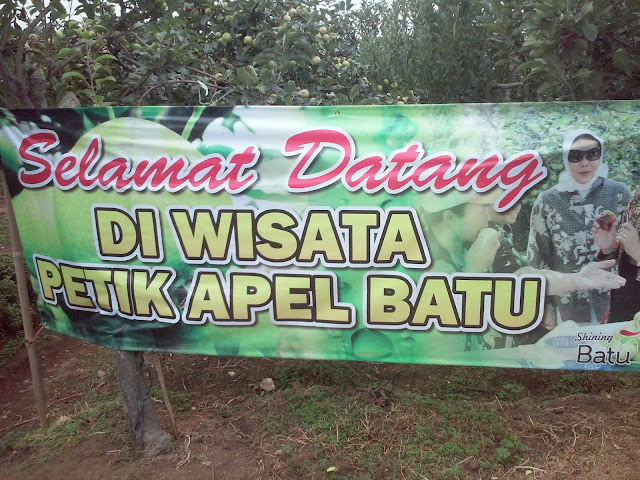 Selamat Datang
DI WISATA
PETIK APEL BATU
Shining
Batu